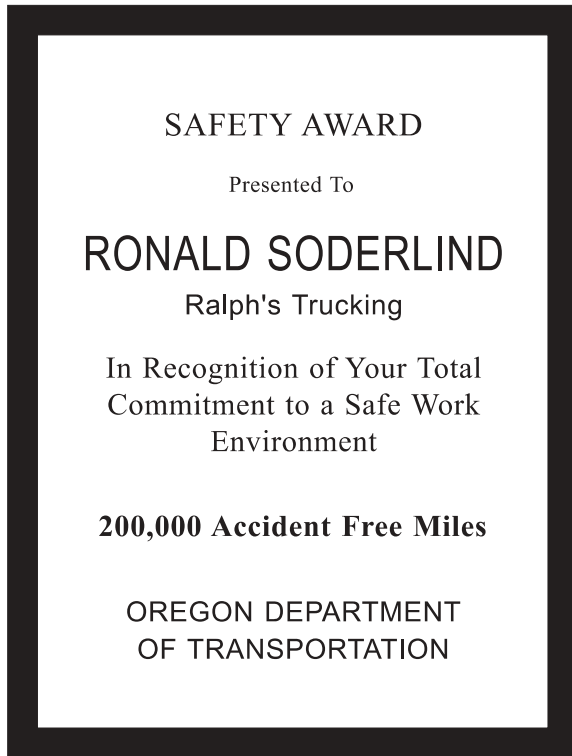 SAFETY AWARD
Presented To
RONALD SODERLIND
Ralph's Trucking
In Recognition of Your Total
Commitment to a Safe Work
Environment
200,000 Accident Free Miles
OREGON DEPARTMENT
OF TRANSPORTATION